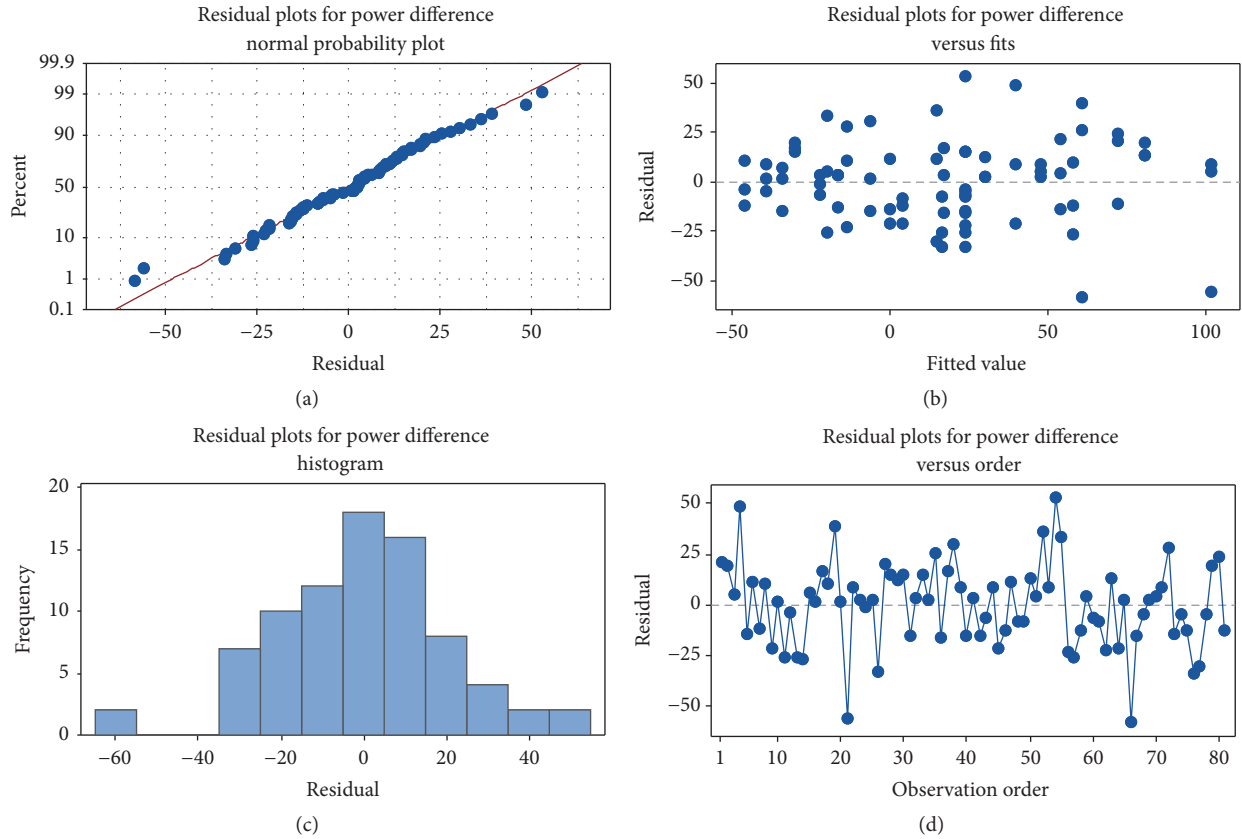 Residual plots for power difference
normal probability plot
99.9
99
90
50
10
1
0.1
Percent
−50
−25
0
25
50
Residual
(a)
Residual plots for power difference
versus fits
50
25
0
−25
−50
Residual
−50
0
50
100
Fitted value
(b)
Residual plots for power difference
histogram
20
15
10
5
0
Frequency
−60
−40
−20
0
20
40
Residual
(c)
Residual plots for power difference
versus order
50
25
0
−25
−50
Residual
1
10
20
30
40
50
60
70
80
Observation order
(d)